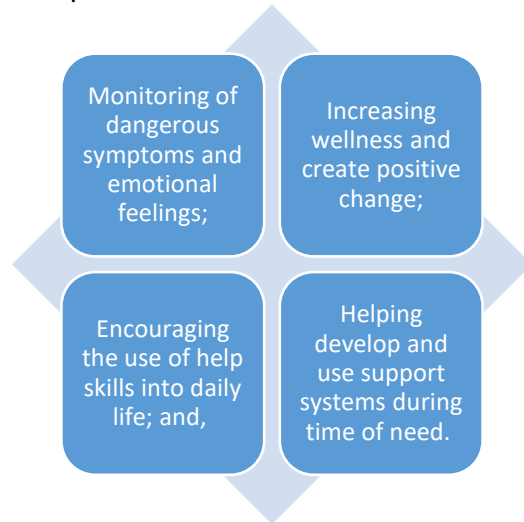 Monitoring of
dangerous
symptoms and
emotional
feelings;
Increasing
wellness and
create positive
change;
Encouraging
the use of help
skills into daily
life; and,
Helping
develop and
use support
systems during
time of need.